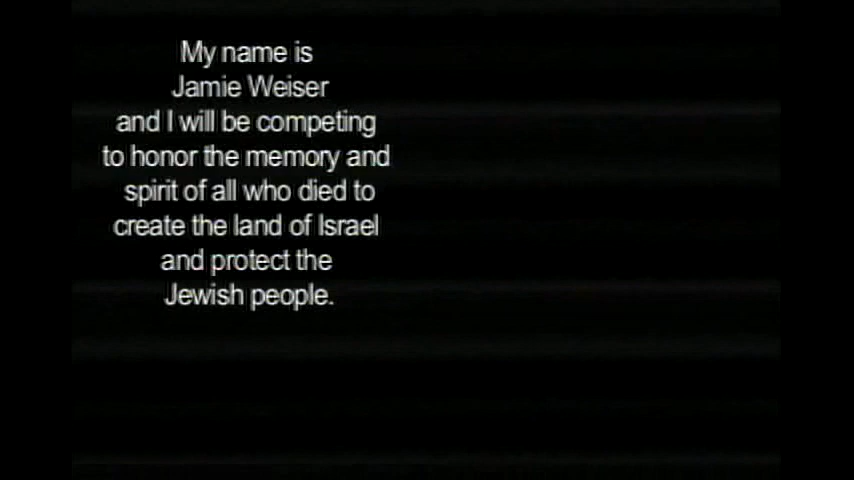 My name is
Jamie Weiser
and I will be competing
to honor the memory and
spirit of all who died to
create the land of Israel
and protect the
Jewish people.